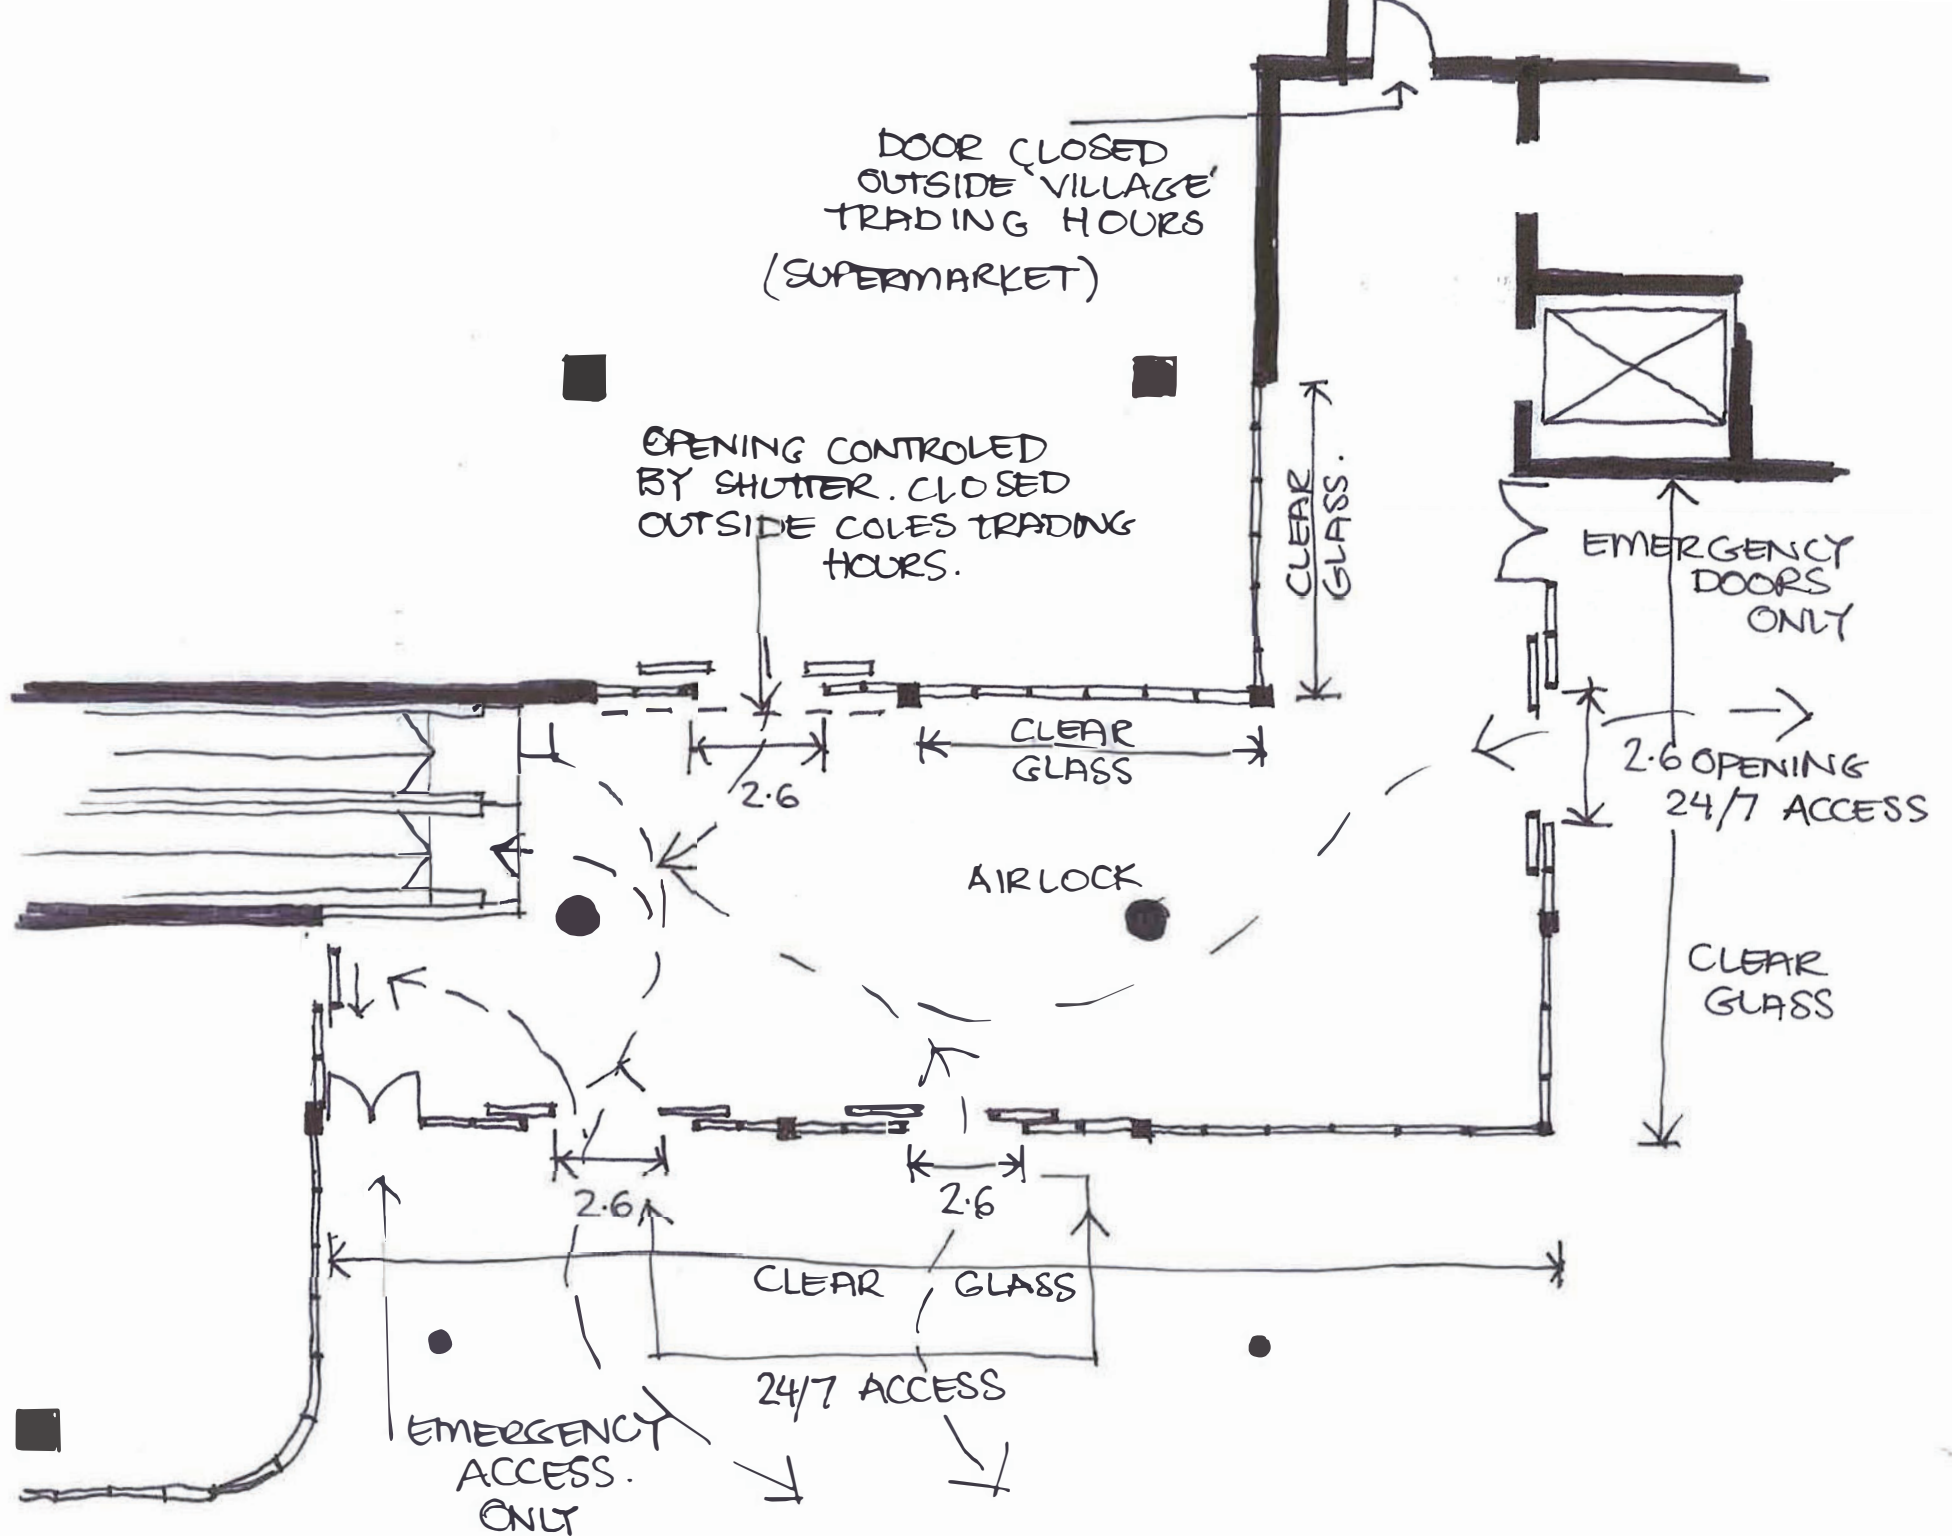 DOOR CLOSED
OUTSIDE 'VILLAGE'
TRADING HOURS
(SUPERMARKET)
OPENING CONTROLED
BY SHUTTER. CLOSED
OUTSIDE COLES TRADING
HOURS.
CLEAR
GLASS.
EMERGENCY
DOORS
ONLY
CLEAR
GLASS
2.6
2.6 OPENING
24/7 ACCESS
AIRLOCK
CLEAR
GLASS
2.6
2.6
CLEAR GLASS
24/7 ACCESS
EMERGENCY
ACCESS.
ONLY